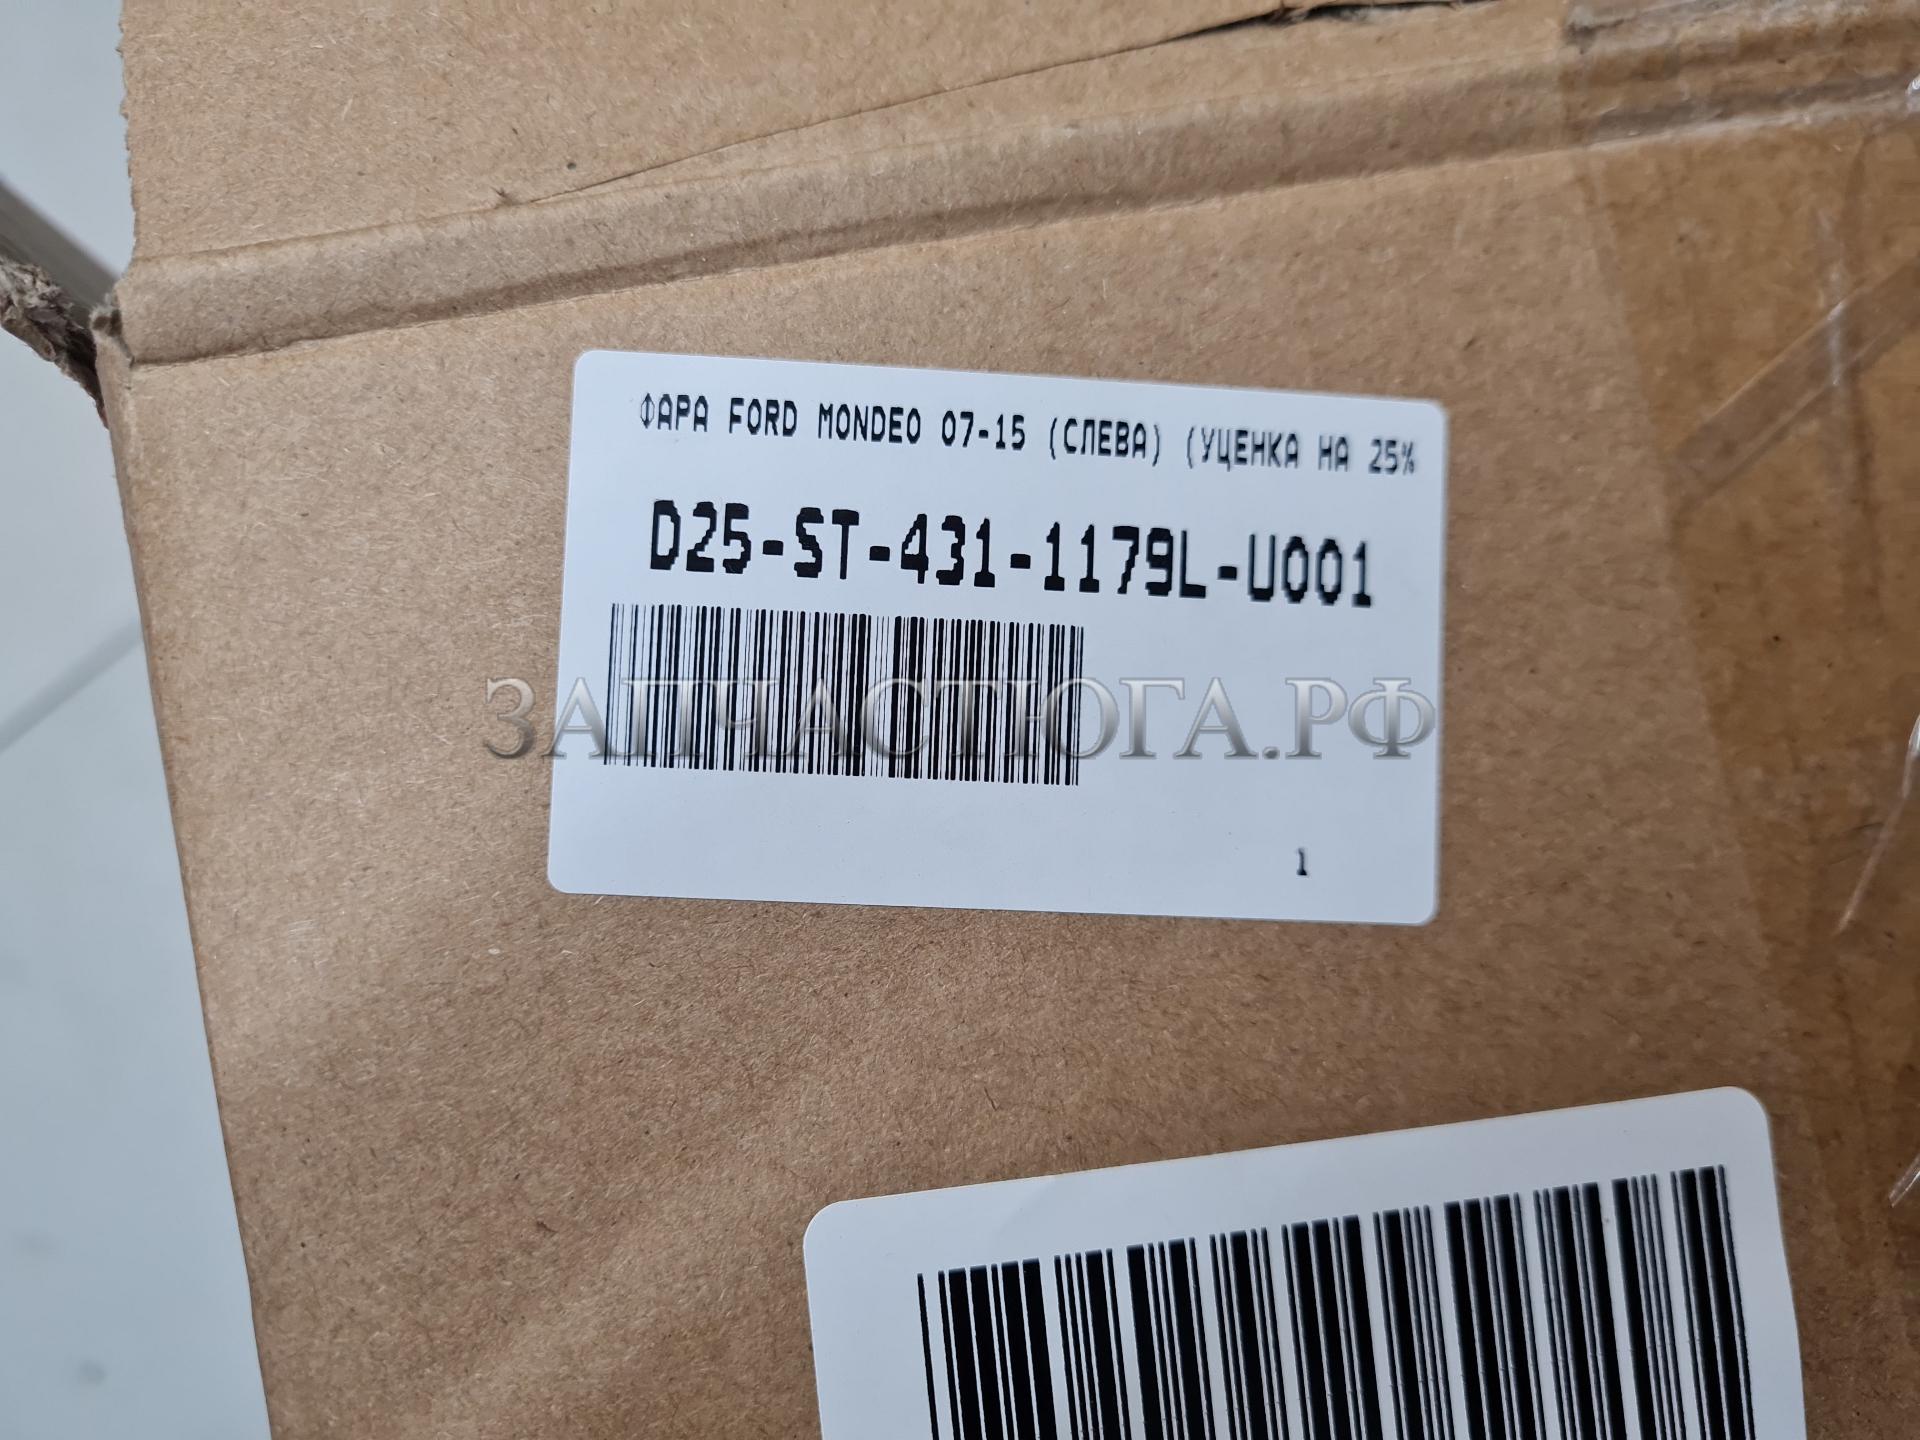 ФАРА FORD MONDEO 07-15 (СЛЕВА) (УЦЕНКА НА 25%
D25-ST-431-1179L-U001
ЗАПЧАСТЮГА.РФ
1